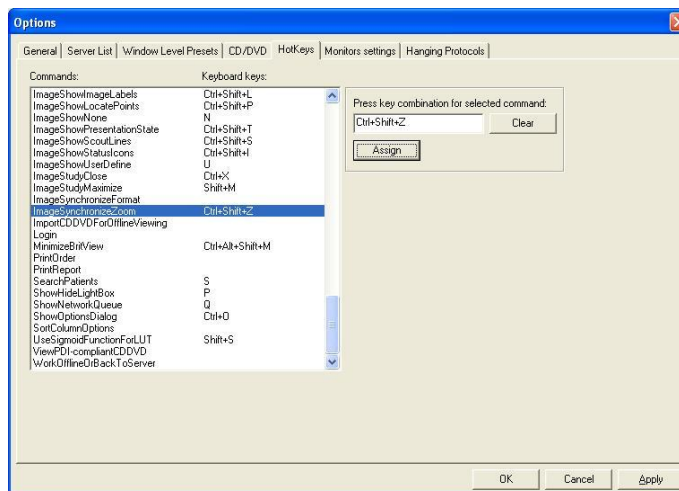 Options
General Server List Window Level Presets CD/DVD HotKeys Monitors settings Hanging Protocols
Commands: Keyboard keys:
ImageShowImageLabels Ctrl+Shift+L
ImageShowLocatePoints Ctrl+Shift+P
ImageShowNone N
ImageShowPresentationState Ctrl+Shift+T
ImageShowScoutLines Ctrl+Shift+S
ImageShowStatusIcons Ctrl+Shift+I
ImageShowUserDefine U
ImageStudyClose Ctrl+X
ImageStudyMaximize Shift+M
ImageSynchronizeFormat
ImageSynchronizeZoom Ctrl+Shift+Z
ImportCDDVDForOfflineViewing
Login
MinimizeBritView Ctrl+Alt+Shift+M
PrintOrder
PrintReport
SearchPatients S
ShowHideLightBox P
ShowNetworkQueue Q
ShowOptionsDialog Ctrl+O
SortColumnOptions
UseSigmoidFunctionForLUT Shift+S
ViewPDI-compliantCDDVD
WorkOfflineOrBackToServer
Press key combination for selected command:
Ctrl+Shift+Z Clear
Assign
OK Cancel Apply